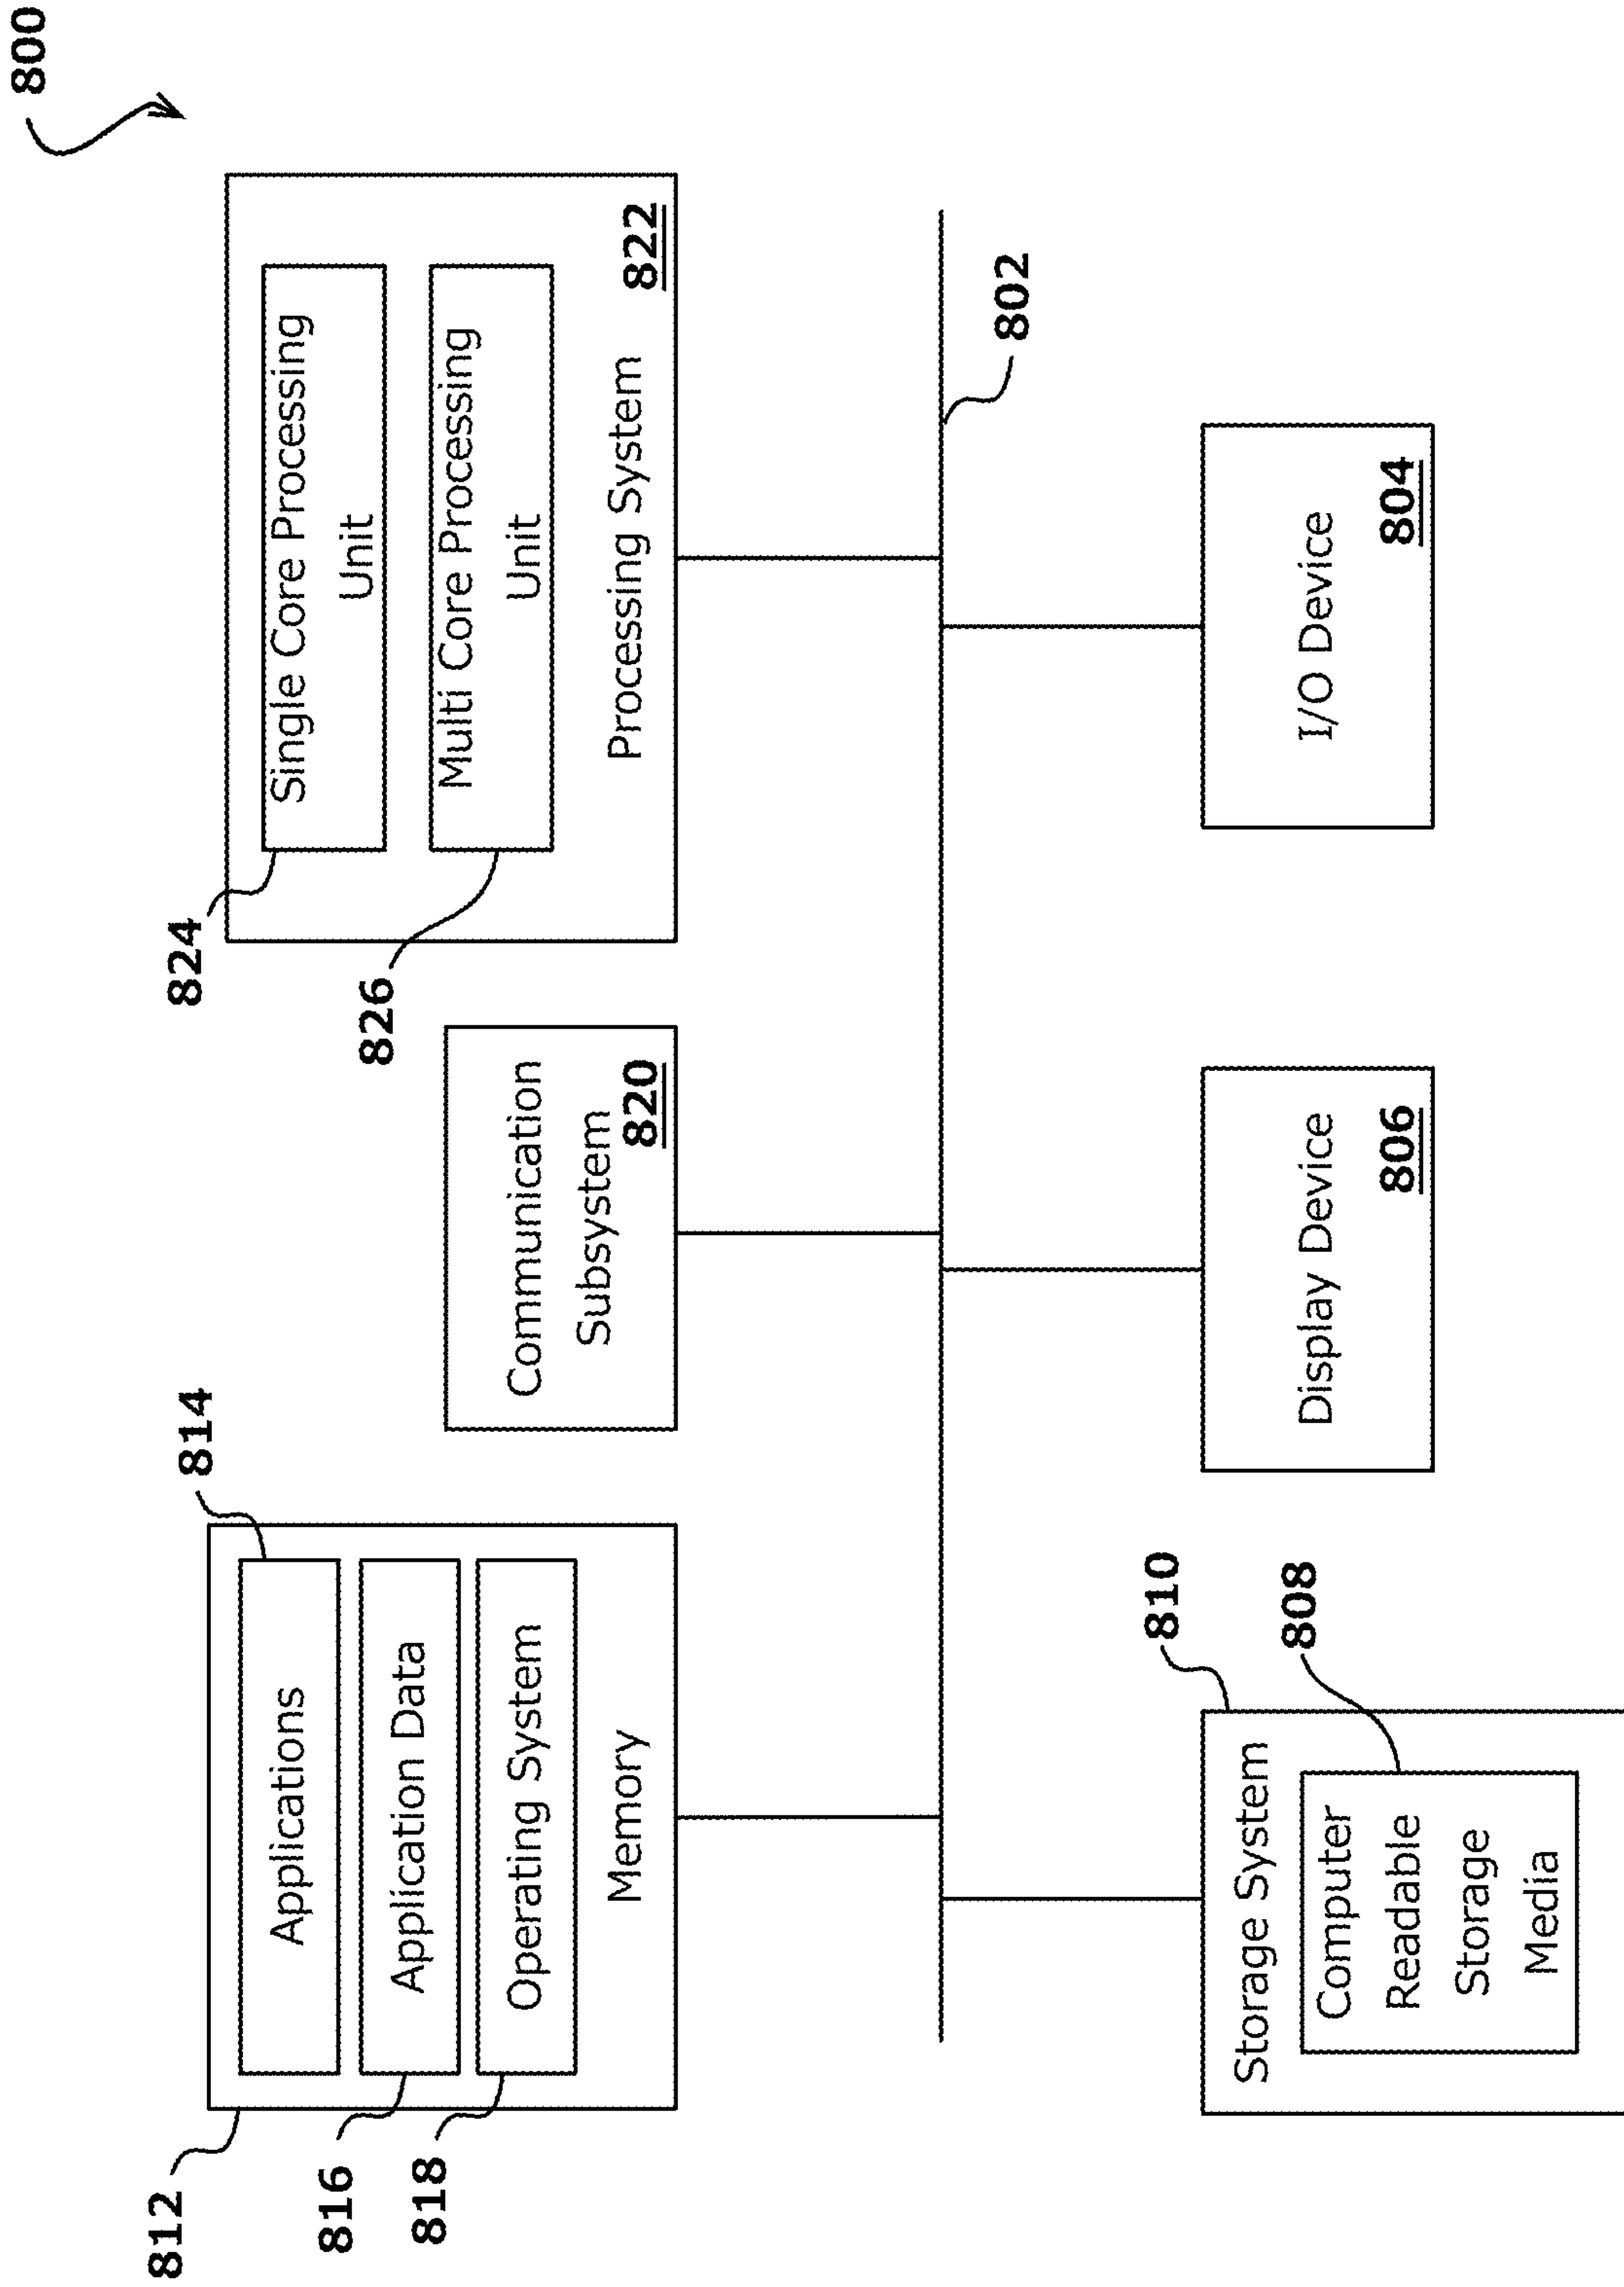 800
812
Applications
814
816
Application Data
818
Operating System
Memory
Communication
Subsystem
820
824
Single Core Processing
Unit
826
Multi Core Processing
Unit
Processing System
822
802
810
Storage System
808
Computer
Readable
Storage
Media
Display Device
806
I/O Device
804